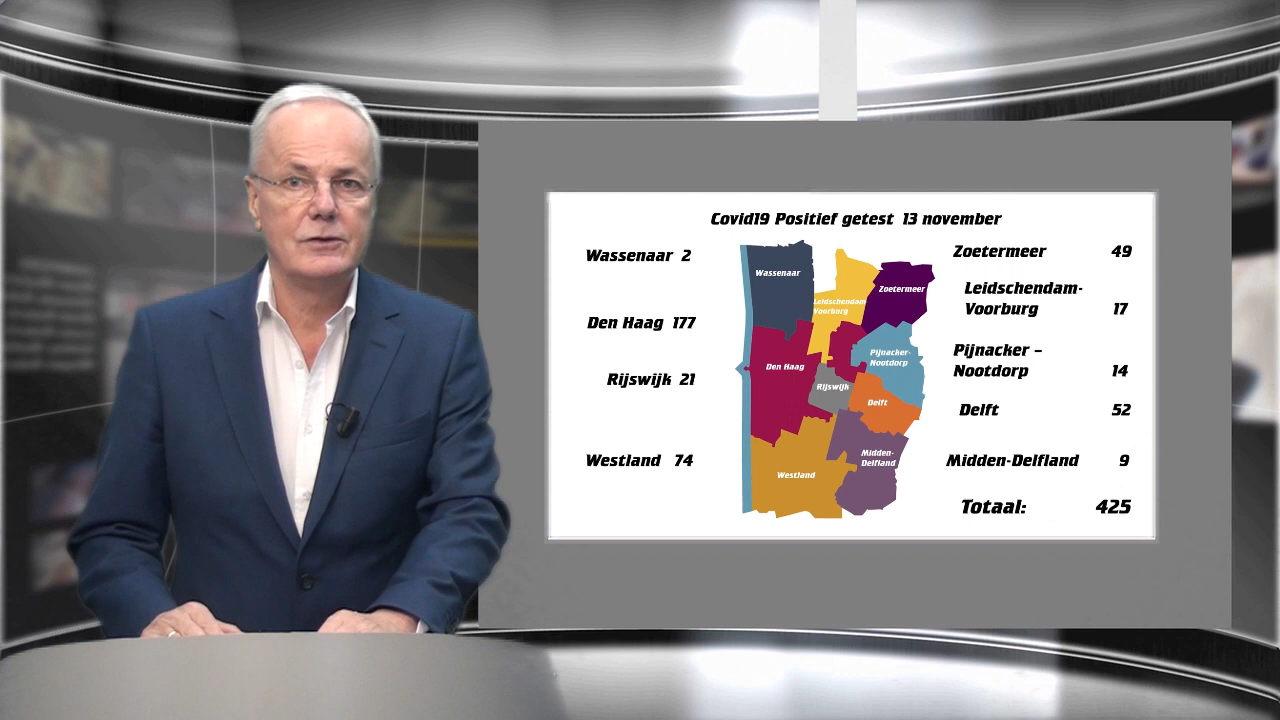 Covid19 Positief getest 13 november
Wassenaar 2
Den Haag 177
Rijswijk 21
Westland 74
Wassenaar
Leidschendam
Voorburg
Zoetermeer
Den Haag
Pijnacker-
Nootdorp
Rijswijk
Delft
Midden-
Delfland
Westland
Zoetermeer 49
Leidschendam-
Voorburg 17
Pijnacker –
Nootdorp 14
Delft 52
Midden-Delfland 9
Totaal: 425